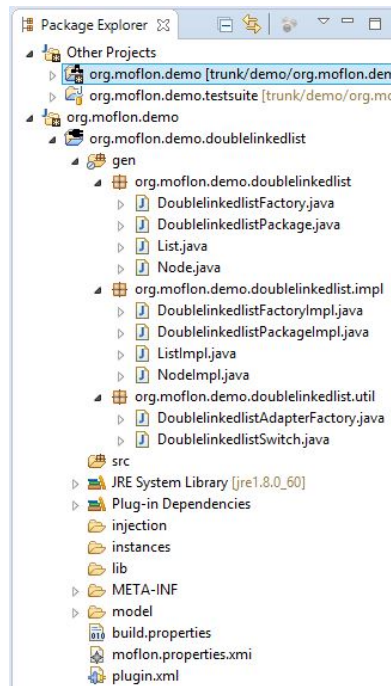 Package Explorer
Other Projects
org.moflon.demo [trunk/demo/org.moflon.dem
org.moflon.demo.testsuite [trunk/demo/org.mo
org.moflon.demo
org.moflon.demo.doublelinkedlist
gen
org.moflon.demo.doublelinkedlist
DoublelinkedlistFactory.java
DoublelinkedlistPackage.java
List.java
Node.java
org.moflon.demo.doublelinkedlist.impl
DoublelinkedlistFactoryImpl.java
DoublelinkedlistPackageImpl.java
ListImpl.java
NodeImpl.java
org.moflon.demo.doublelinkedlist.util
DoublelinkedlistAdapterFactory.java
DoublelinkedlistSwitch.java
src
JRE System Library [jre1.8.0_60]
Plug-in Dependencies
injection
instances
lib
META-INF
model
build.properties
moflon.properties.xmi
plugin.xml